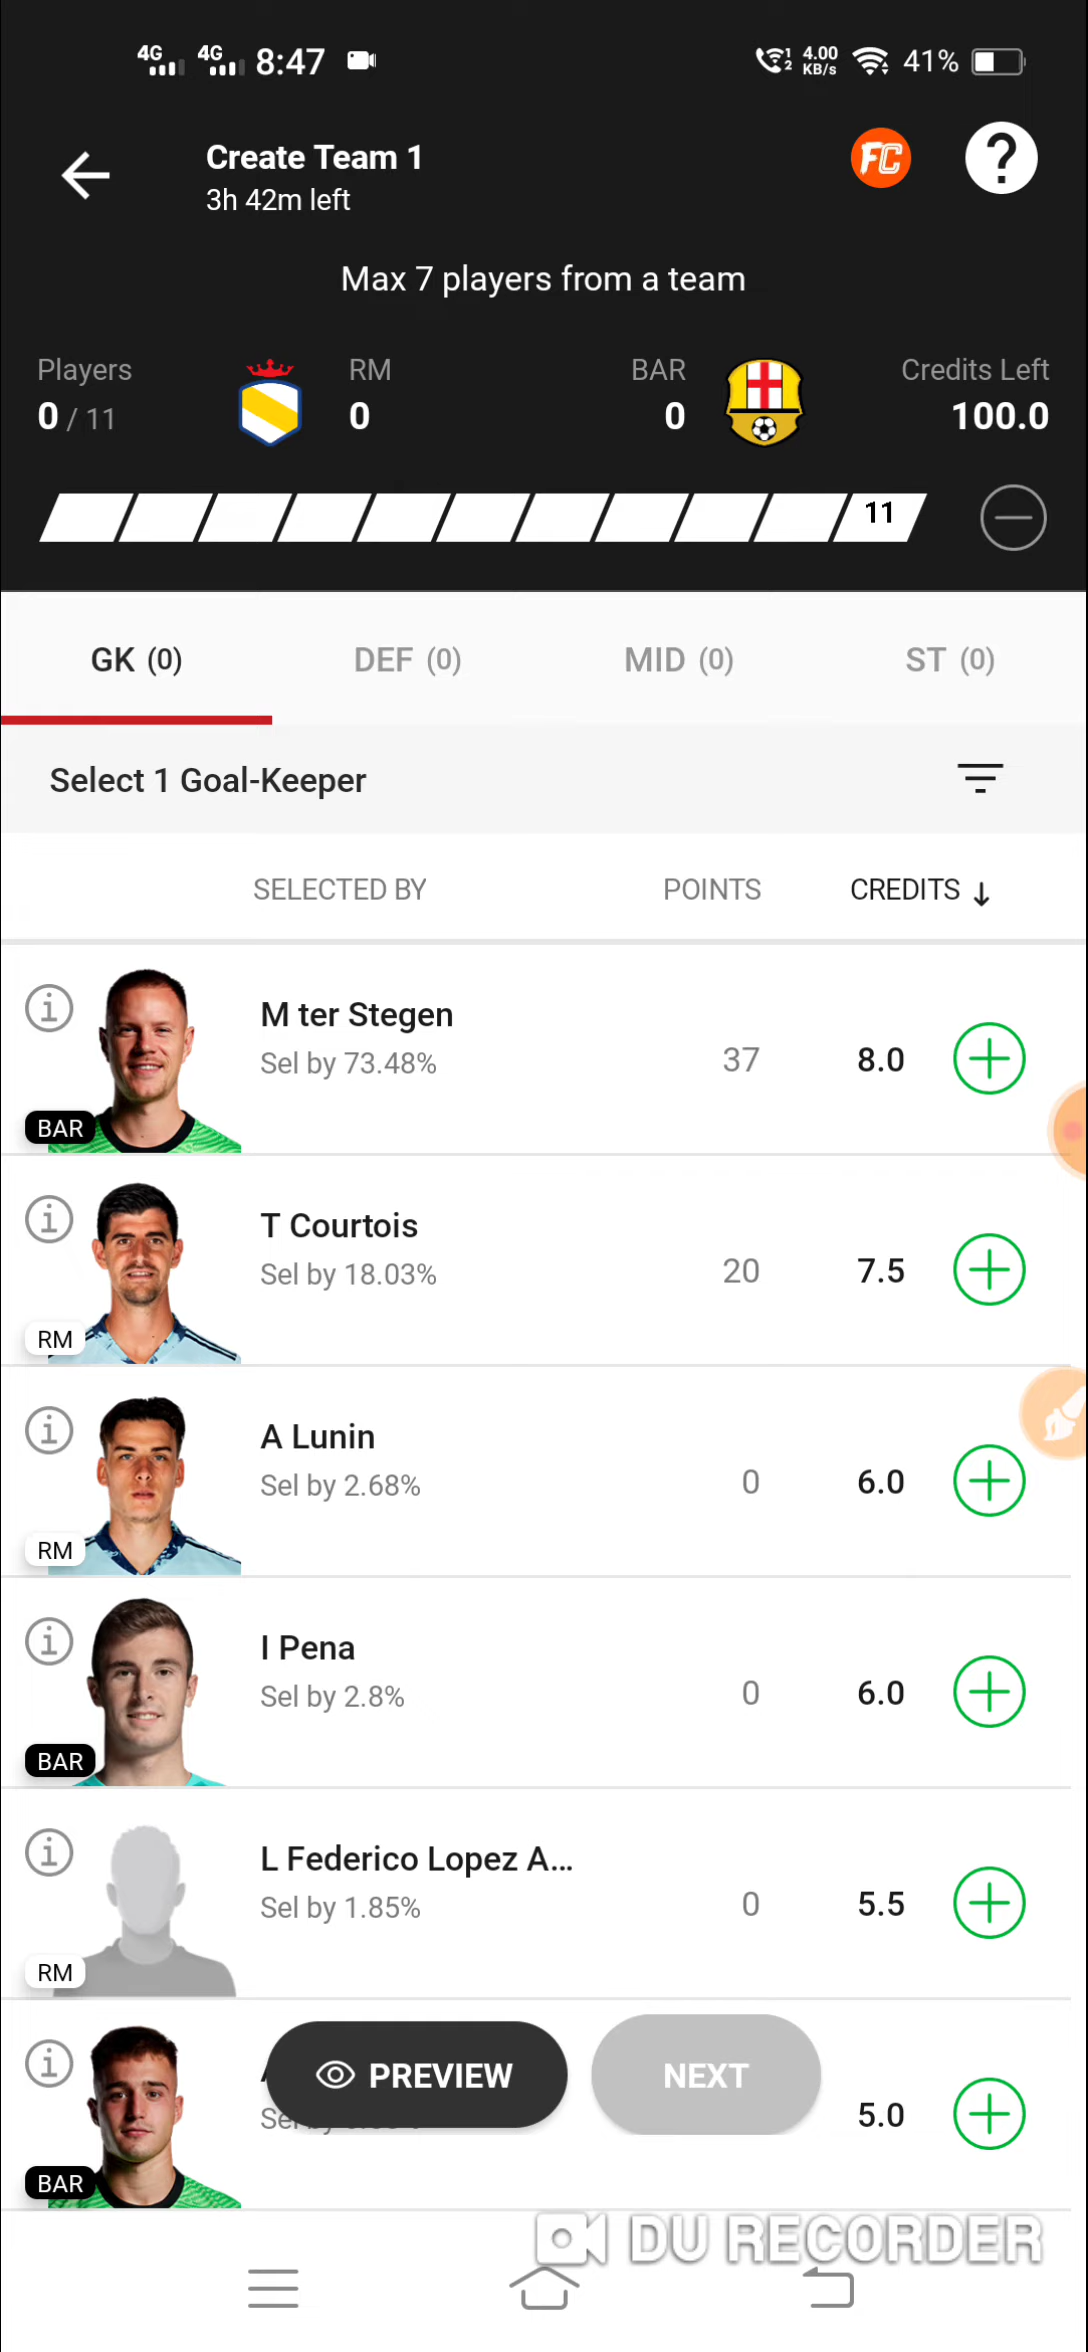 4G 4G 8:47 4.00 KB/s 41%
Create Team 1
3h 42m left
FC ?
Max 7 players from a team
Players RM BAR Credits Left
0 / 11 0 0 100.0
11
GK (0) DEF (0) MID (0) ST (0)
Select 1 Goal-Keeper
SELECTED BY POINTS CREDITS ↓
M ter Stegen
Sel by 73.48% 37 8.0
BAR
T Courtois
Sel by 18.03% 20 7.5
RM
A Lunin
Sel by 2.68% 0 6.0
RM
I Pena
Sel by 2.8% 0 6.0
BAR
L Federico Lopez A...
Sel by 1.85% 0 5.5
RM
PREVIEW NEXT
5.0
BAR
DU RECORDER